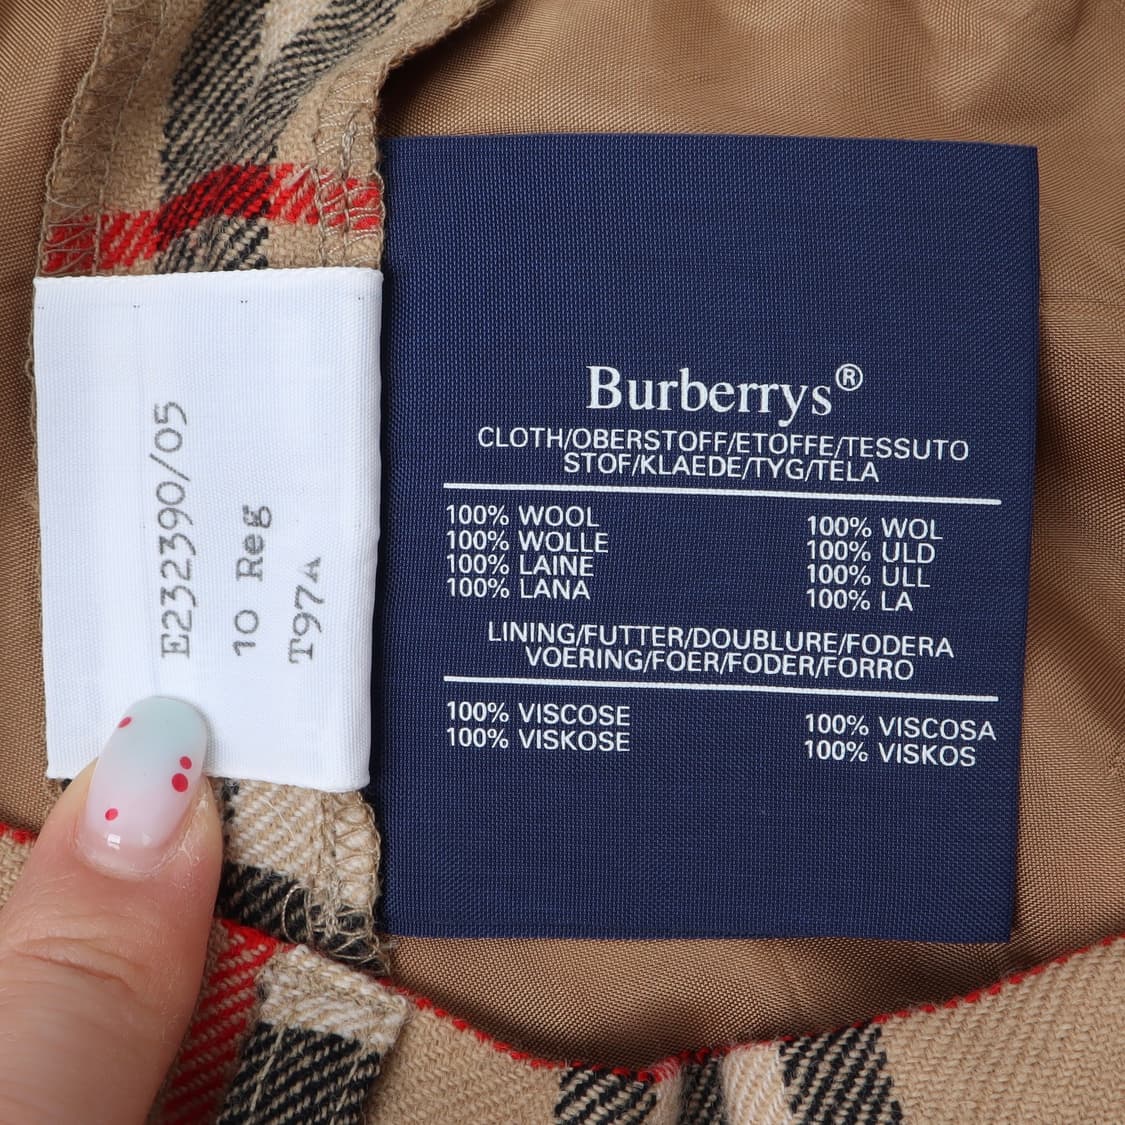 E232390/05
10 Reg
T97A
Burberrys®
CLOTH/OBERSTOFF/ETOFFE/TESSUTO
STOF/KLAEDE/TYG/TELA
100% WOOL
100% WOLLE
100% LAINE
100% LANA
100% WOL
100% ULD
100% ULL
100% LA
LINING/FUTTER/DOUBLURE/FODERA
VOERING/FOER/FODER/FORRO
100% VISCOSE
100% VISKOSE
100% VISCOSA
100% VISKOS